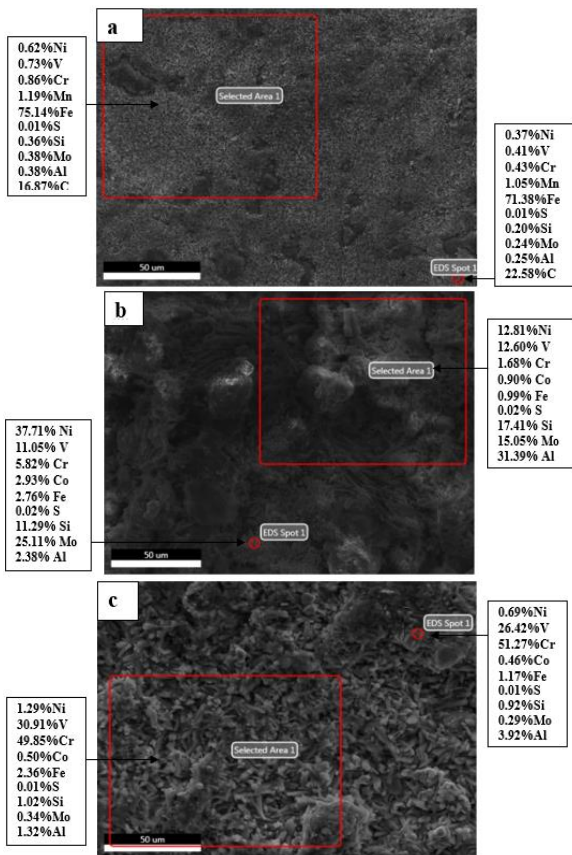 a
0.62%Ni
0.73%V
0.86%Cr
1.19%Mn
75.14%Fe
0.01%S
0.36%Si
0.38%Mo
0.38%Al
16.87%C
Selected Area 1
50 um
EDS Spot 1
0.37%Ni
0.41%V
0.43%Cr
1.05%Mn
71.38%Fe
0.01%S
0.20%Si
0.24%Mo
0.25%Al
22.58%C
b
Selected Area 1
12.81%Ni
12.60% V
1.68% Cr
0.90% Co
0.99% Fe
0.02% S
17.41% Si
15.05% Mo
31.39% Al
37.71% Ni
11.05% V
5.82% Cr
2.93% Co
2.76% Fe
0.02% S
11.29% Si
25.11% Mo
2.38% Al
EDS Spot 1
50 um
c
EDS Spot 1
0.69%Ni
26.42%V
51.27%Cr
0.46%Co
1.17%Fe
0.01%S
0.92%Si
0.29%Mo
3.92%Al
1.29%Ni
30.91%V
49.85%Cr
0.50%Co
2.36%Fe
0.01%S
1.02%Si
0.34%Mo
1.32%Al
Selected Area 1
50 um